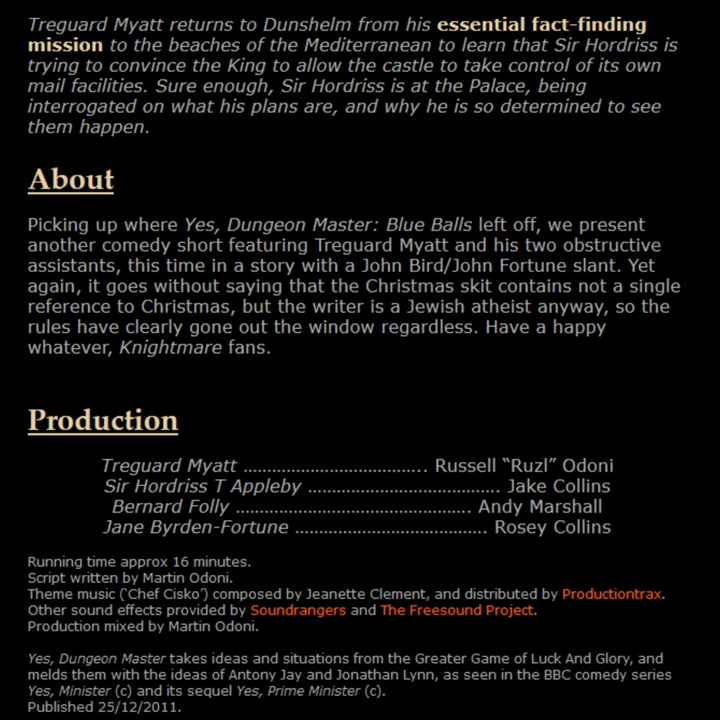 Treguard Myatt returns to Dunshelm from his essential fact-finding
mission to the beaches of the Mediterranean to learn that Sir Hordriss is
trying to convince the King to allow the castle to take control of its own
mail facilities. Sure enough, Sir Hordriss is at the Palace, being
interrogated on what his plans are, and why he is so determined to see
them happen.
About
Picking up where Yes, Dungeon Master: Blue Balls left off, we present
another comedy short featuring Treguard Myatt and his two obstructive
assistants, this time in a story with a John Bird/John Fortune slant. Yet
again, it goes without saying that the Christmas skit contains not a single
reference to Christmas, but the writer is a Jewish atheist anyway, so the
rules have clearly gone out the window regardless. Have a happy
whatever, Knightmare fans.
Production
Treguard Myatt ……………………………….. Russell “Ruzl” Odoni
Sir Hordriss T Appleby …………………………………. Jake Collins
Bernard Folly …………………………………………. Andy Marshall
Jane Byrden-Fortune …………………………………. Rosey Collins
Running time approx 16 minutes.
Script written by Martin Odoni.
Theme music (‘Chef Cisko’) composed by Jeanette Clement, and distributed by Productiontrax.
Other sound effects provided by Soundrangers and The Freesound Project.
Production mixed by Martin Odoni.
Yes, Dungeon Master takes ideas and situations from the Greater Game of Luck And Glory, and
melds them with the ideas of Antony Jay and Jonathan Lynn, as seen in the BBC comedy series
Yes, Minister (c) and its sequel Yes, Prime Minister (c).
Published 25/12/2011.